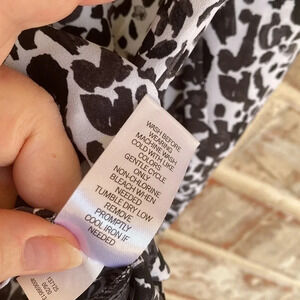 WASH BEFORE
WEARING
MACHINE WASH
COLD WITH LIKE
COLORS
GENTLE CYCLE
ONLY
NON-CHLORINE
BLEACH WHEN
NEEDED
TUMBLE DRY LOW
REMOVE
PROMPTLY
COOL IRON IF
NEEDED